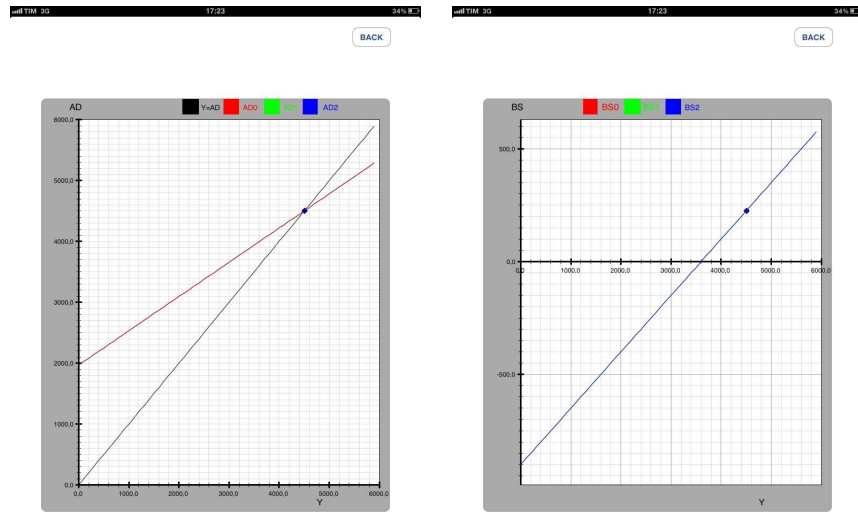 TIM 3G 17:23 34%
BACK
AD Y=AD AD0 AD1 AD2
6000,0
5000,0
4000,0
3000,0
2000,0
1000,0
0,0
0,0 1000,0 2000,0 3000,0 4000,0 5000,0 6000,0
Y
TIM 3G 17:23 34%
BACK
BS BS0 BS1 BS2
500,0
0,0
0,0 1000,0 2000,0 3000,0 4000,0 5000,0 6000,0
-500,0
Y